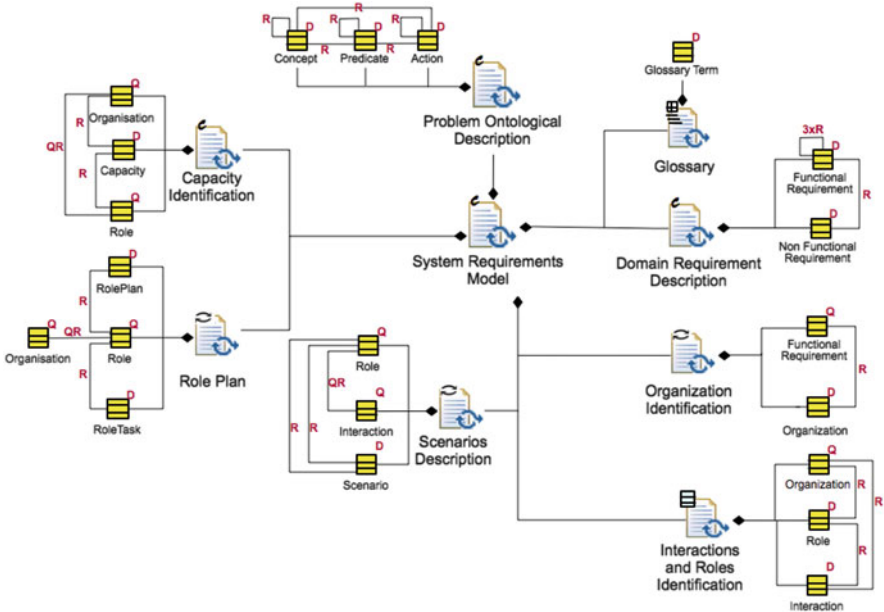 R
R
R
R
D
D
D
R
R
Concept
Predicate
Action
Problem Ontological
Description
D
Glossary Term
Glossary
3xR
D
Functional
Requirement
R
D
Non Functional
Requirement
Domain Requirement
Description
Q
Organisation
R
QR
D
Capacity
R
Q
Role
Capacity
Identification
System Requirements
Model
D
RolePlan
R
Q
QR
Q
Organisation
Role
R
D
RoleTask
Role Plan
Q
Role
QR
Q
Interaction
R
R
D
Scenario
Scenarios
Description
Q
Functional
Requirement
R
D
Organization
Organization
Identification
Q
Organization
R
R
D
Role
R
D
Interaction
Interactions
and Roles
Identification